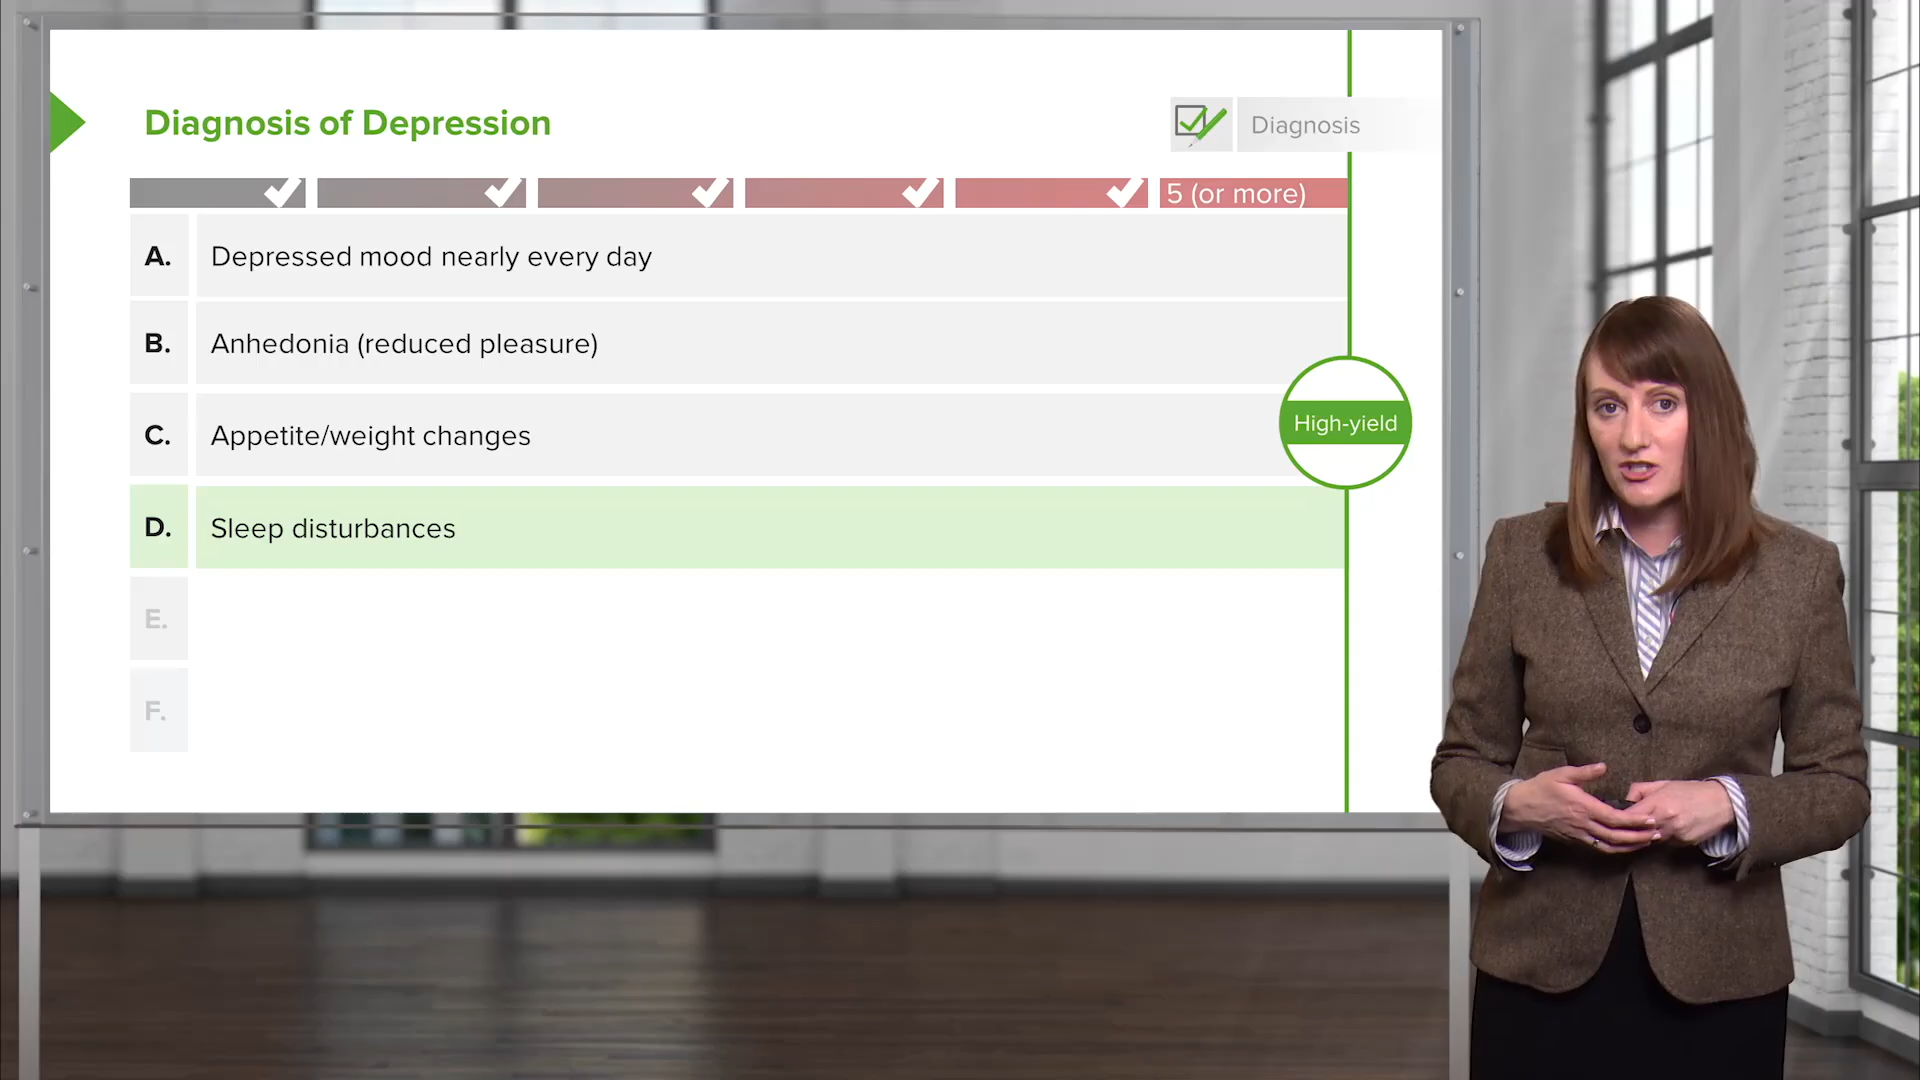 Diagnosis of Depression
Diagnosis
5 (or more)
A. Depressed mood nearly every day
B. Anhedonia (reduced pleasure)
C. Appetite/weight changes
High-yield
D. Sleep disturbances
E.
F.